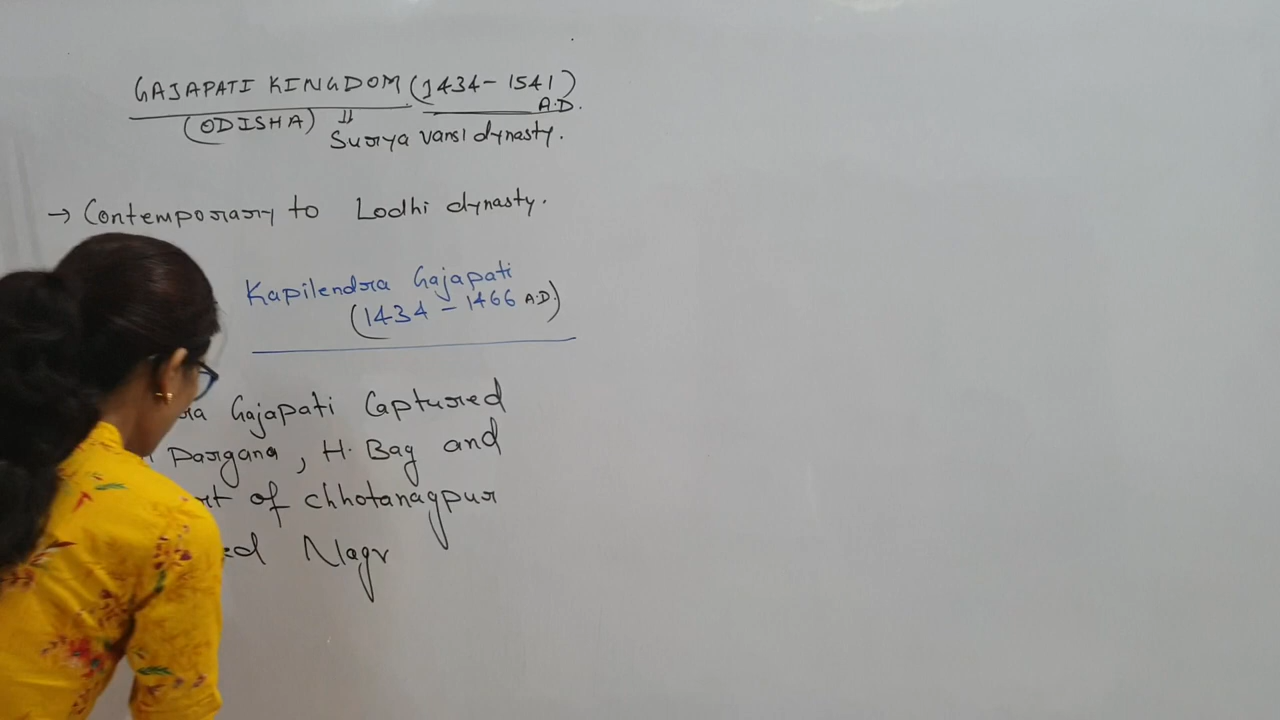 GAJAPATI KINGDOM (1434 - 1541)
A.D.
(ODISHA) ⇓ Surya vansi dynasty.
→ Contemporary to Lodhi dynasty.
Kapilendra Gajapati
(1434 - 1466 A.D.)
Gajapati Captured
Pargana, H. Bag and
of chhotanagpur